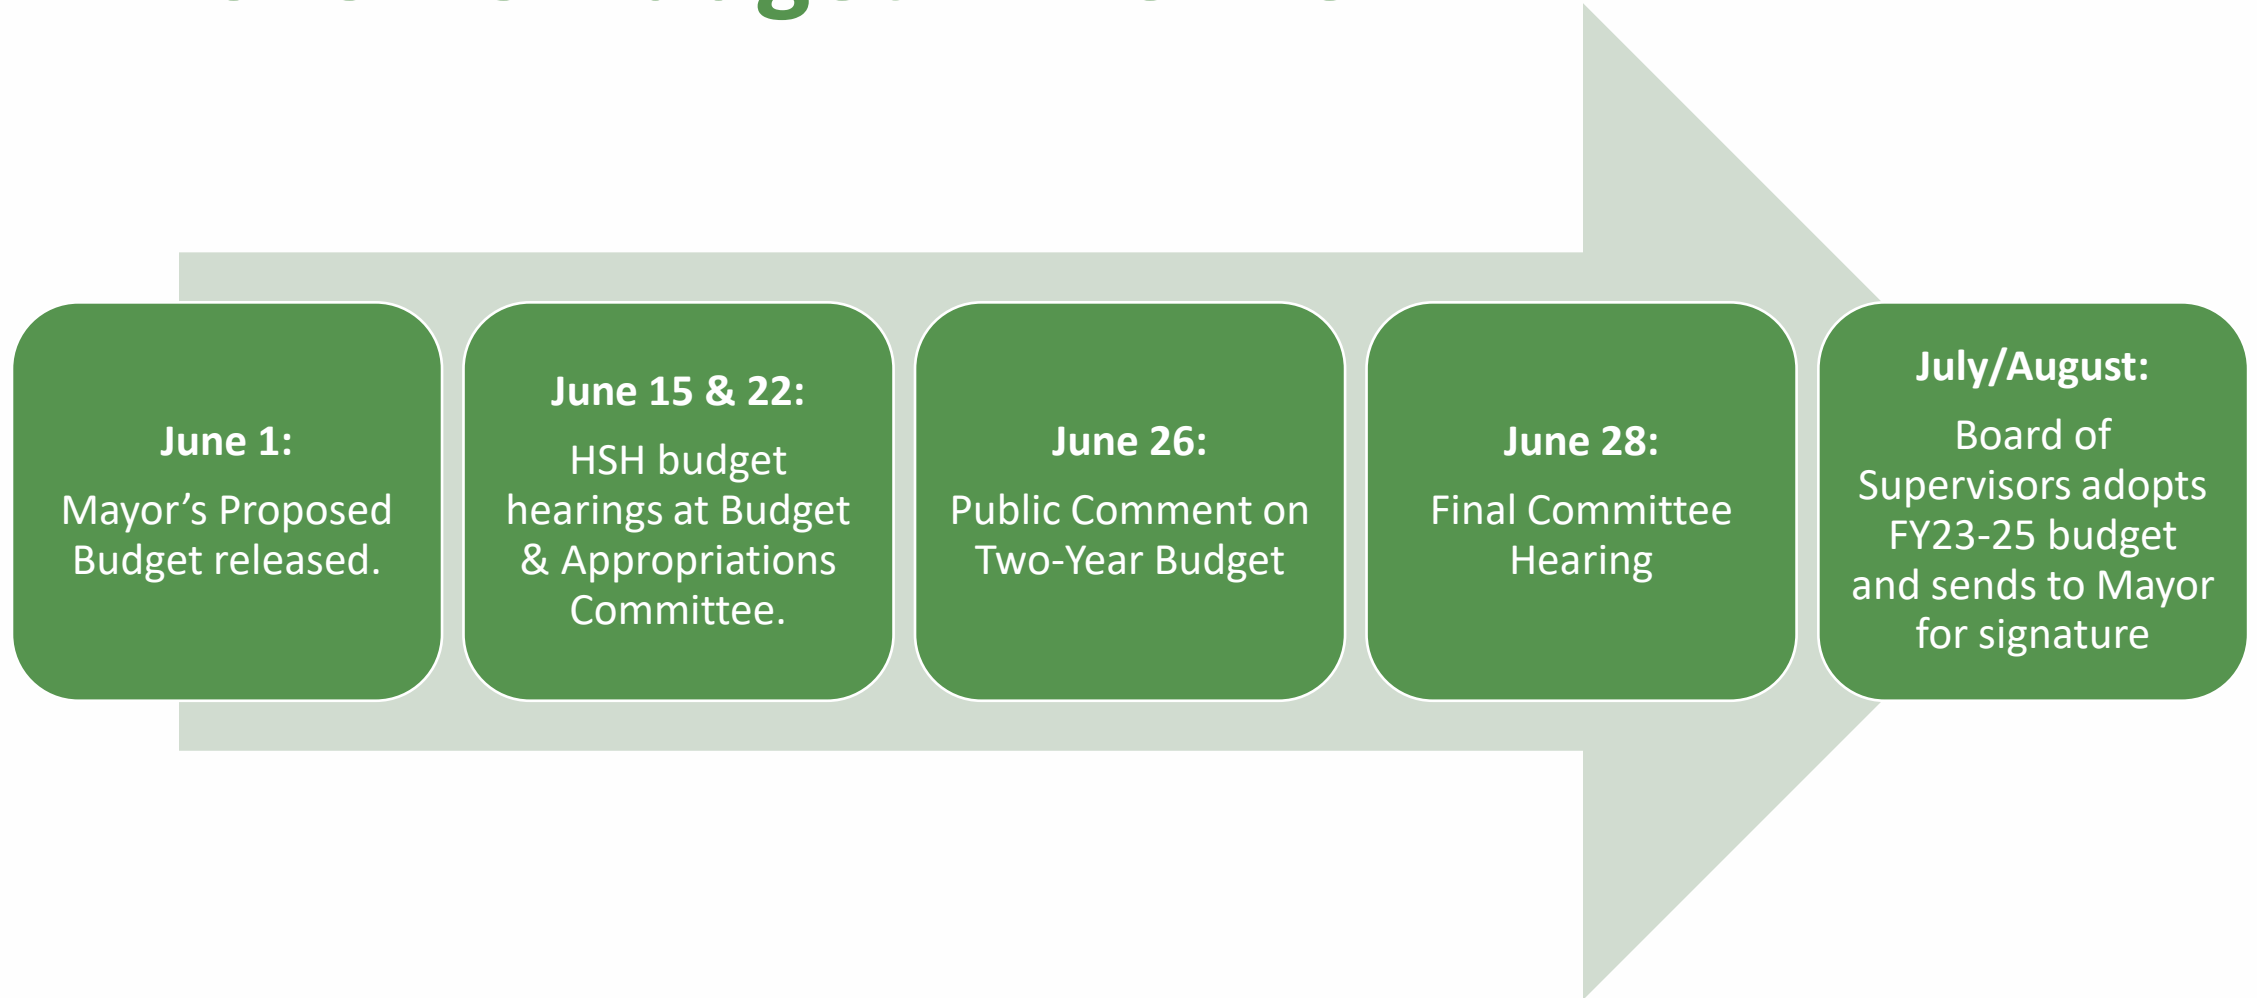 June 1:
Mayor’s Proposed
Budget released.
June 15 & 22:
HSH budget
hearings at Budget
& Appropriations
Committee.
June 26:
Public Comment on
Two-Year Budget
June 28:
Final Committee
Hearing
July/August:
Board of
Supervisors adopts
FY23-25 budget
and sends to Mayor
for signature